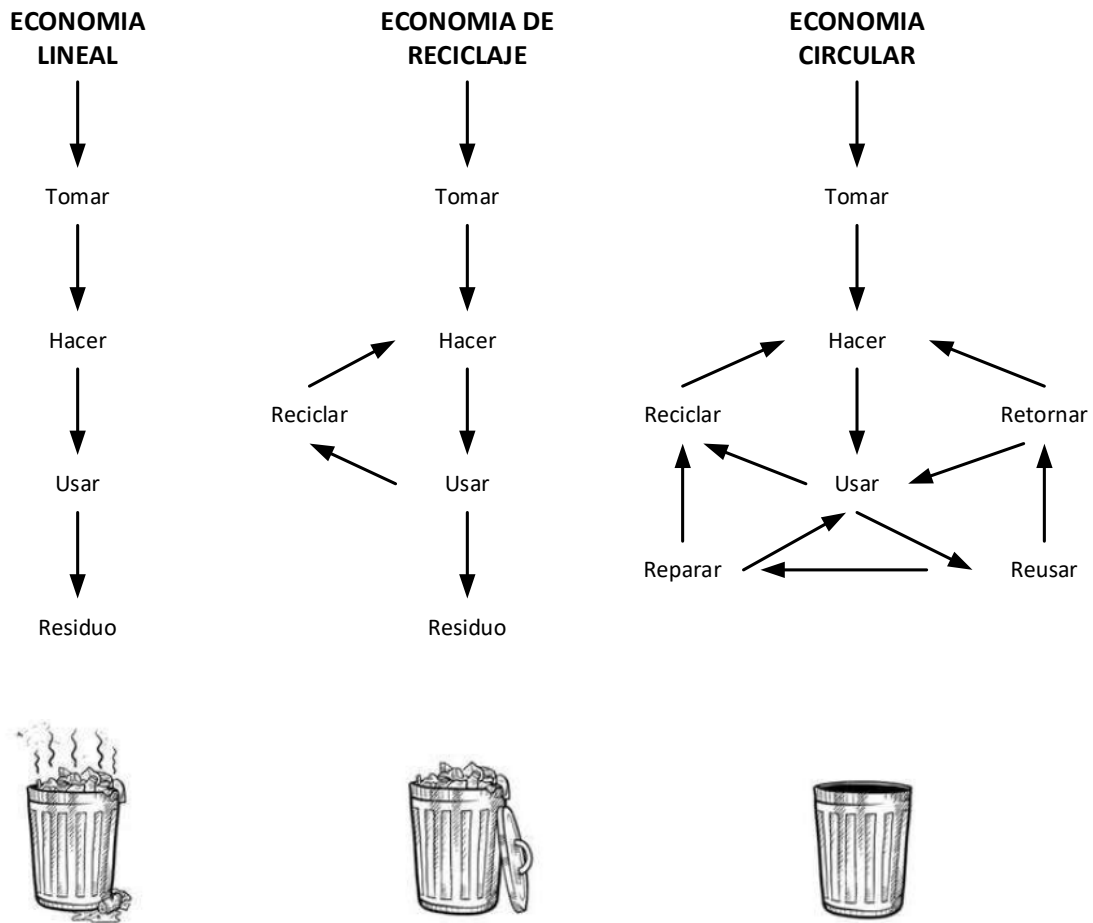 ECONOMIA
LINEAL
Tomar
Hacer
Usar
Residuo
ECONOMIA DE
RECICLAJE
Tomar
Hacer
Reciclar
Usar
Residuo
ECONOMIA
CIRCULAR
Tomar
Hacer
Reciclar
Retornar
Usar
Reparar
Reusar